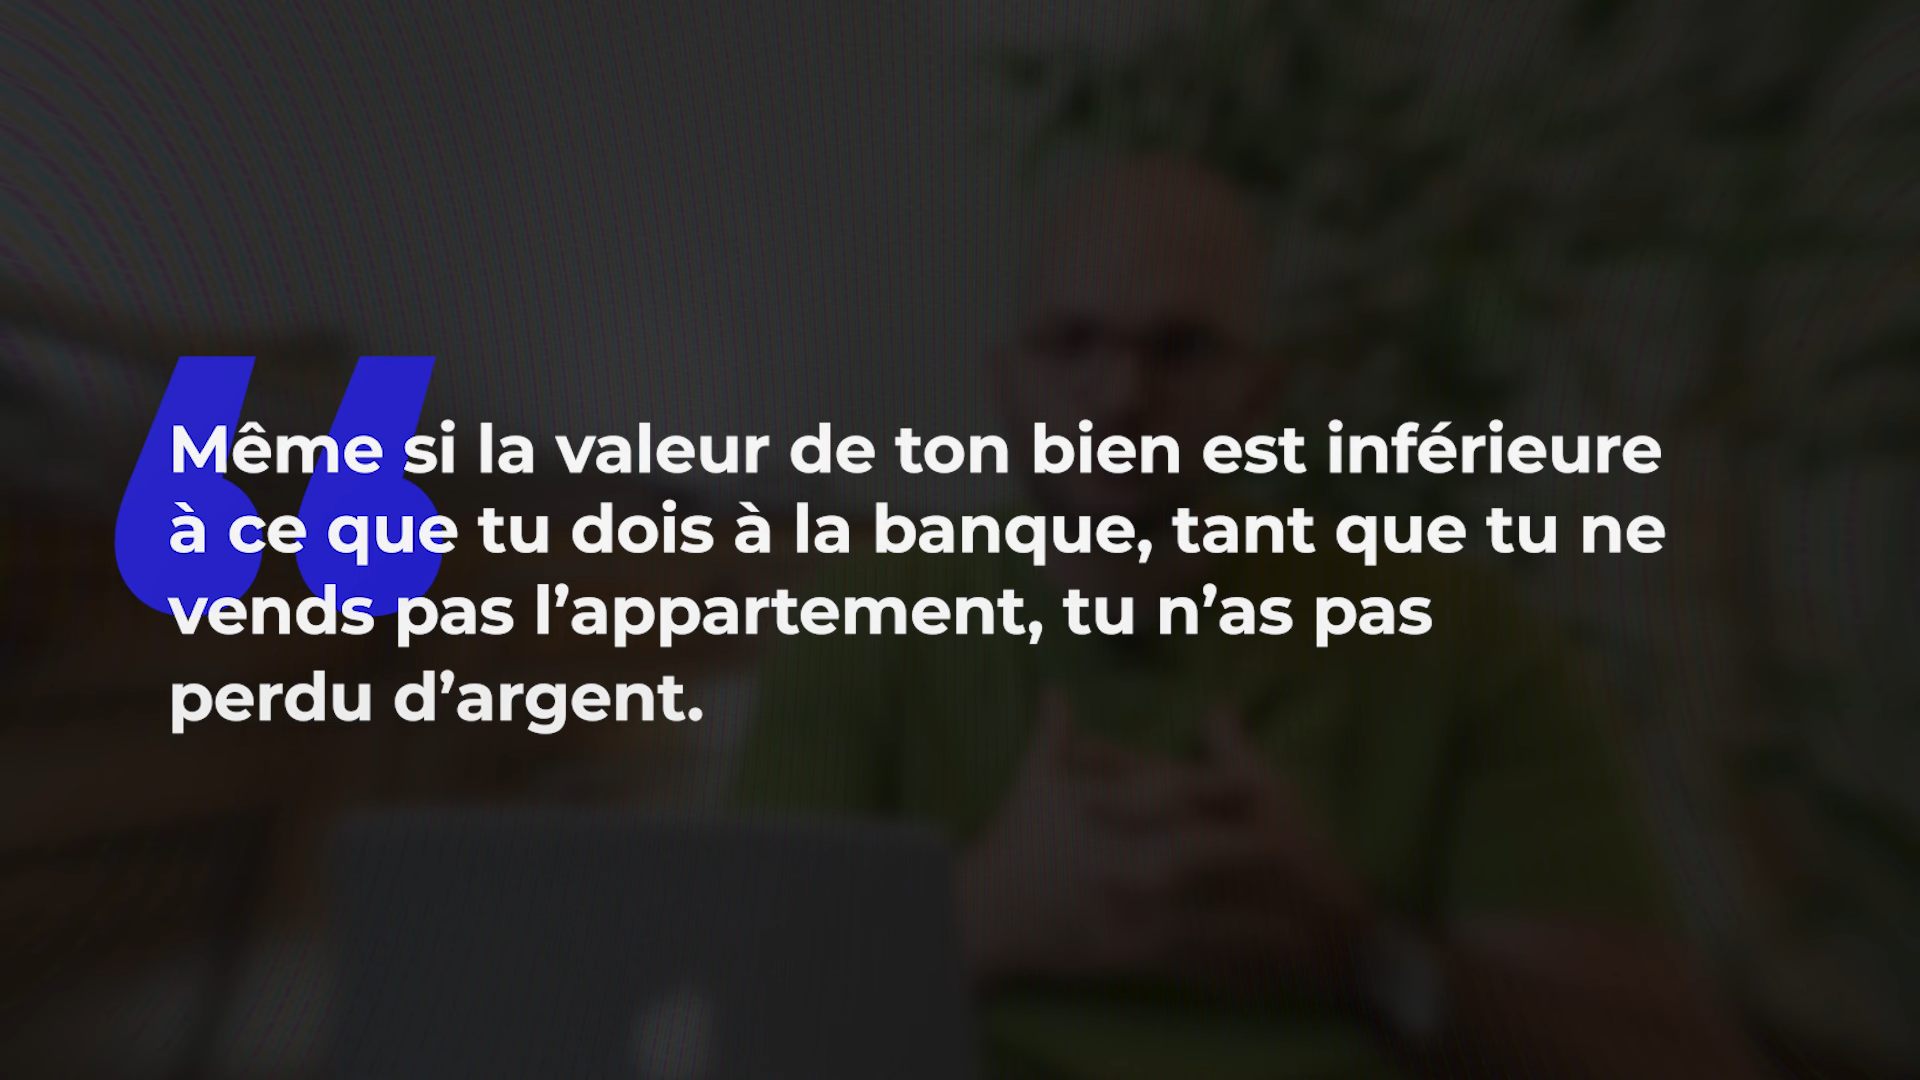 Même si la valeur de ton bien est inférieure
à ce que tu dois à la banque, tant que tu ne
vends pas l’appartement, tu n’as pas
perdu d’argent.